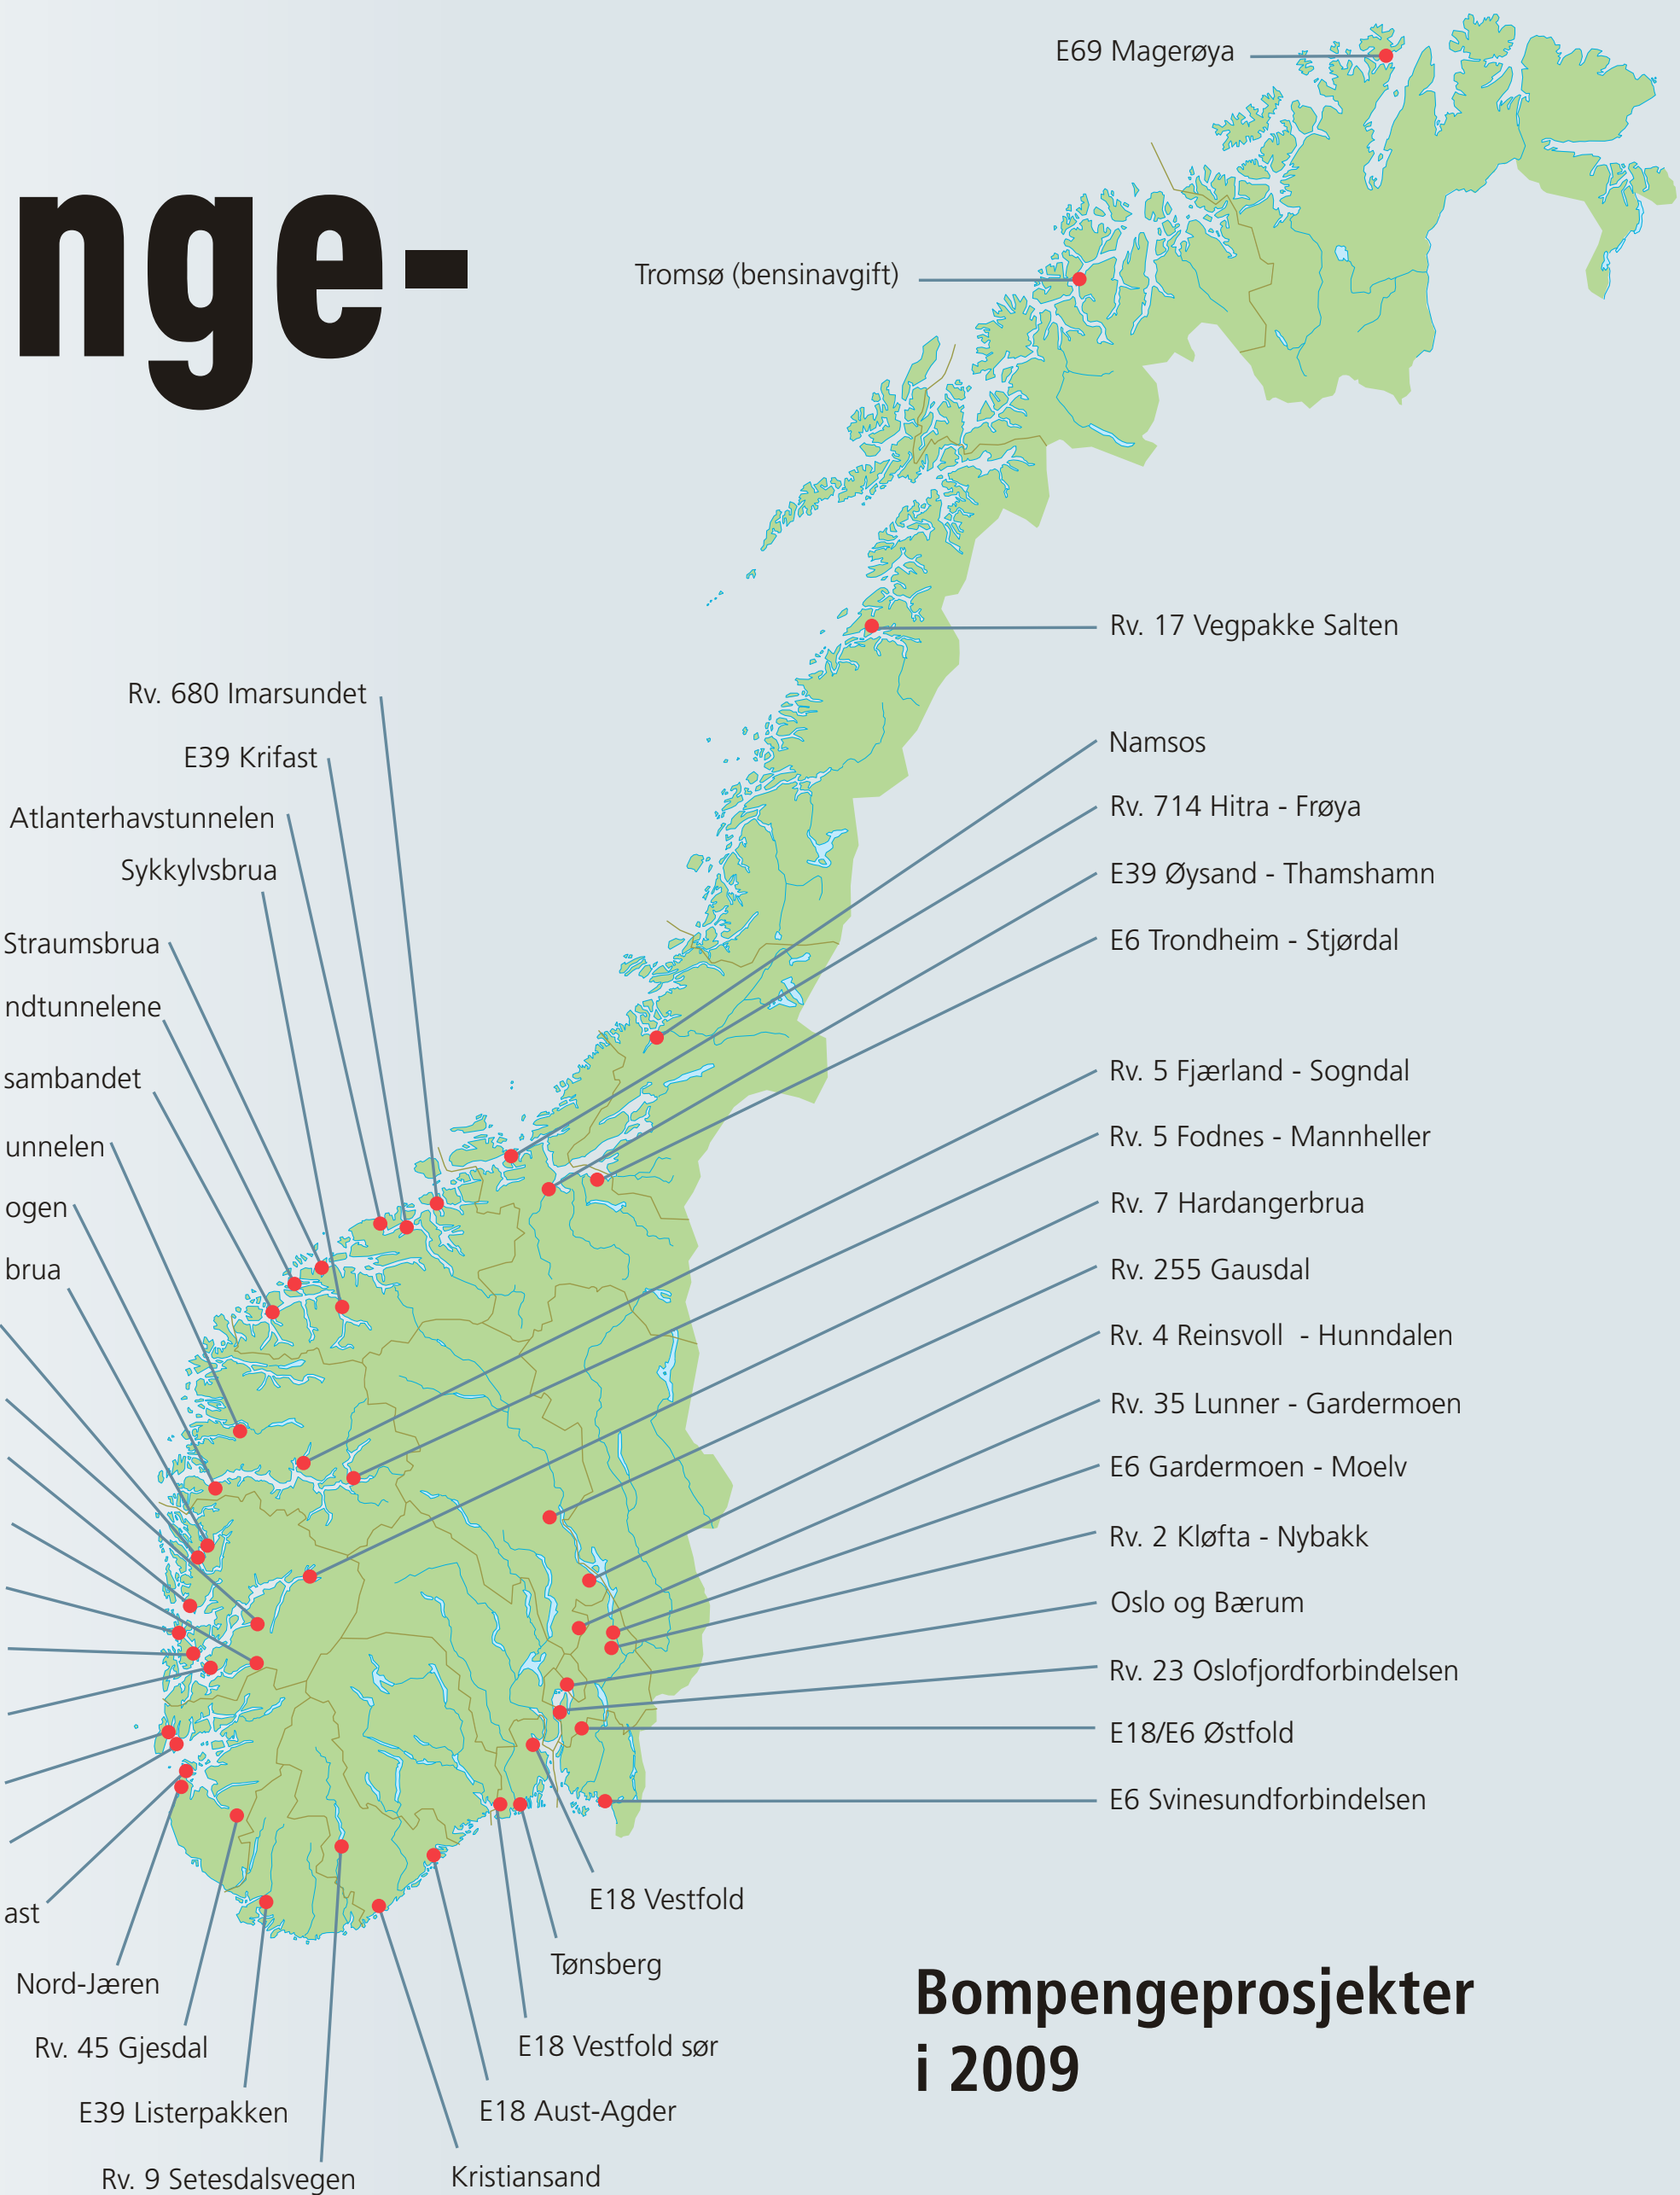 nge-
E69 Magerøya
Tromsø (bensinavgift)
Rv. 17 Vegpakke Salten
Rv. 680 Imarsundet
E39 Krifast
Atlanterhavstunnelen
Sykkylvsbrua
Straumsbrua
ndtunnelene
sambandet
unnelen
ogen
brua
Namsos
Rv. 714 Hitra - Frøya
E39 Øysand - Thamshamn
E6 Trondheim - Stjørdal
Rv. 5 Fjærland - Sogndal
Rv. 5 Fodnes - Mannheller
Rv. 7 Hardangerbrua
Rv. 255 Gausdal
Rv. 4 Reinsvoll - Hunndalen
Rv. 35 Lunner - Gardermoen
E6 Gardermoen - Moelv
Rv. 2 Kløfta - Nybakk
Oslo og Bærum
Rv. 23 Oslofjordforbindelsen
E18/E6 Østfold
E6 Svinesundforbindelsen
E18 Vestfold
Tønsberg
E18 Vestfold sør
E18 Aust-Agder
Kristiansand
ast
Nord-Jæren
Rv. 45 Gjesdal
E39 Listerpakken
Rv. 9 Setesdalsvegen
Bompengeprosjekter
i 2009